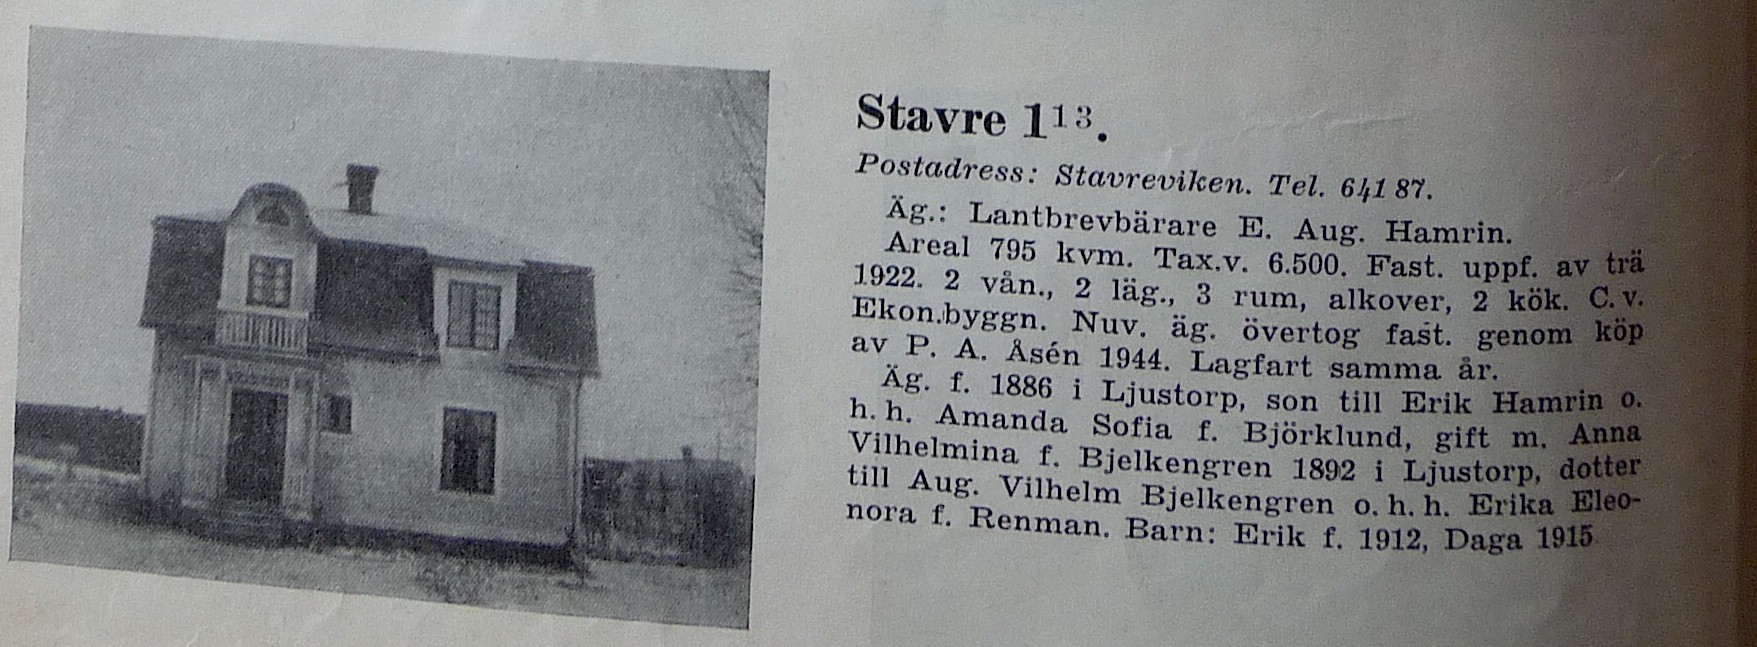 Stavre 1¹³.
Postadress: Stavreviken. Tel. 641 87.
Äg.: Lantbrevbärare E. Aug. Hamrin.
Areal 795 kvm. Tax.v. 6.500. Fast. uppf. av trä
1922. 2 vån., 2 läg., 3 rum, alkover, 2 kök. C. v.
Ekon.byggn. Nuv. äg. övertog fast. genom köp
av P. A. Åsén 1944. Lagfart samma år.
Äg. f. 1886 i Ljustorp, son till Erik Hamrin o.
h. h. Amanda Sofia f. Björklund, gift m. Anna
Vilhelmina f. Bjelkengren 1892 i Ljustorp, dotter
till Aug. Vilhelm Bjelkengren o. h. h. Erika Eleo-
nora f. Renman. Barn: Erik f. 1912, Daga 1915